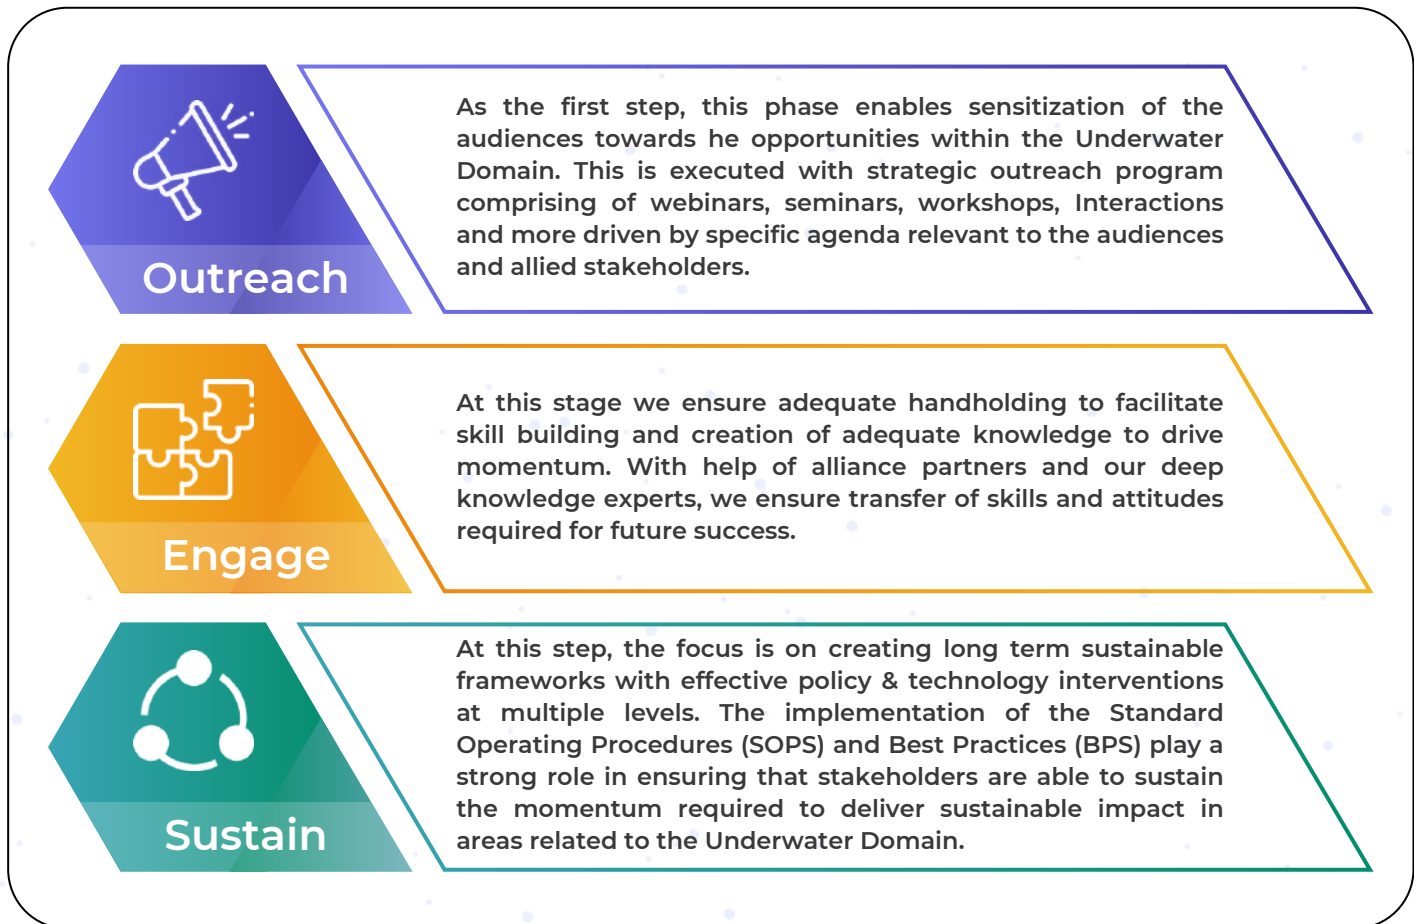 As the first step, this phase enables sensitization of the
audiences towards he opportunities within the Underwater
Domain. This is executed with strategic outreach program
comprising of webinars, seminars, workshops, Interactions
and more driven by specific agenda relevant to the audiences
and allied stakeholders.
Outreach
At this stage we ensure adequate handholding to facilitate
skill building and creation of adequate knowledge to drive
momentum. With help of alliance partners and our deep
knowledge experts, we ensure transfer of skills and attitudes
required for future success.
Engage
At this step, the focus is on creating long term sustainable
frameworks with effective policy & technology interventions
at multiple levels. The implementation of the Standard
Operating Procedures (SOPS) and Best Practices (BPS) play a
strong role in ensuring that stakeholders are able to sustain
the momentum required to deliver sustainable impact in
areas related to the Underwater Domain.
Sustain